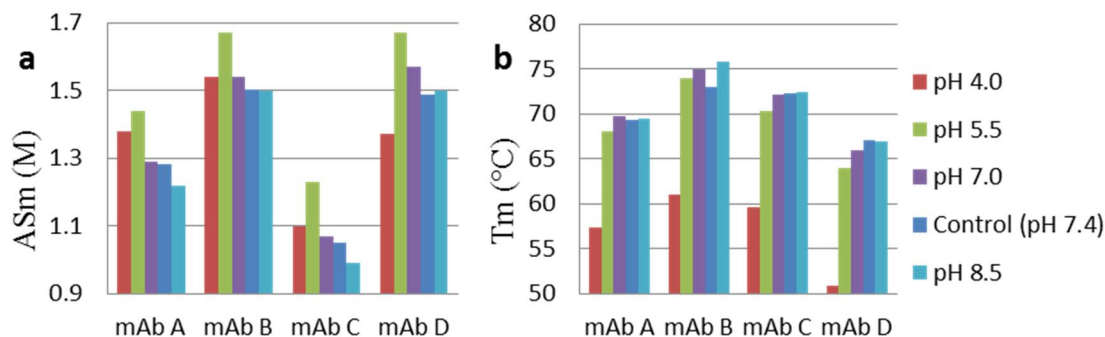 a
ASm (M)
1.7
1.5
1.3
1.1
0.9
mAb A mAb B mAb C mAb D
b
Tm (°C)
80
75
70
65
60
55
50
mAb A mAb B mAb C mAb D
pH 4.0
pH 5.5
pH 7.0
Control (pH 7.4)
pH 8.5